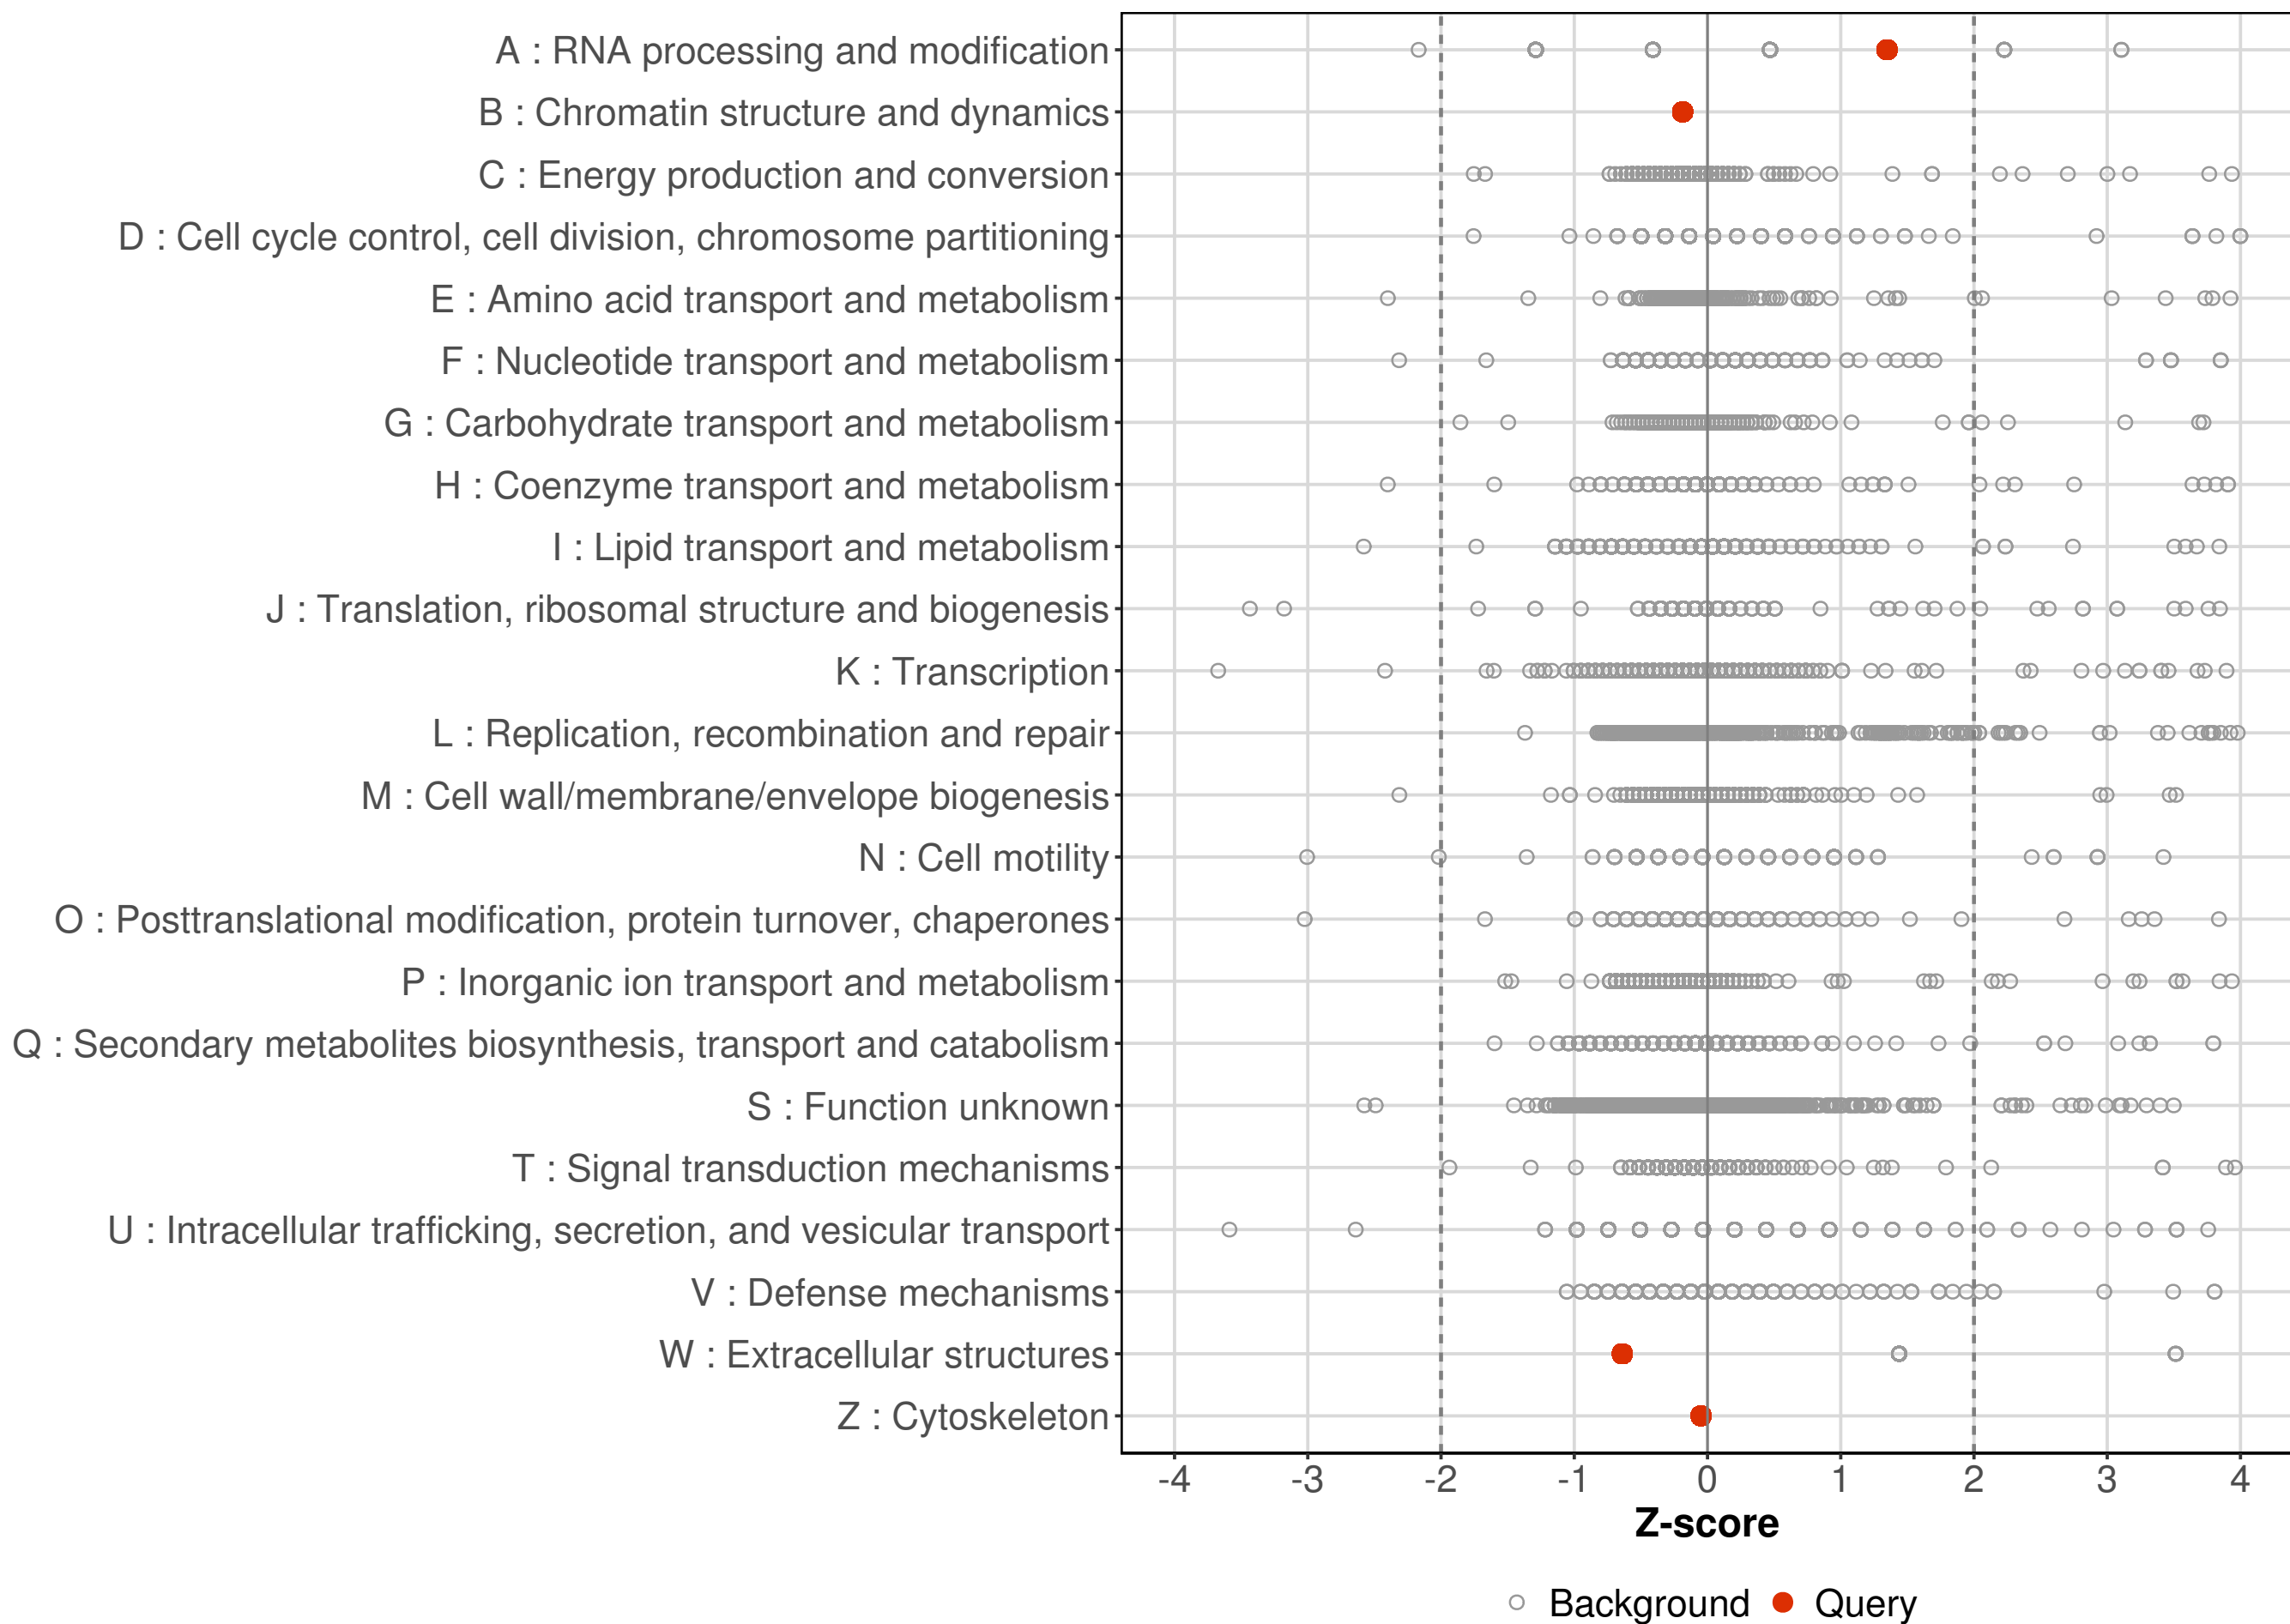 A : RNA processing and modification
B : Chromatin structure and dynamics
C : Energy production and conversion
D : Cell cycle control, cell division, chromosome partitioning
E : Amino acid transport and metabolism
F : Nucleotide transport and metabolism
G : Carbohydrate transport and metabolism
H : Coenzyme transport and metabolism
I : Lipid transport and metabolism
J : Translation, ribosomal structure and biogenesis
K : Transcription
L : Replication, recombination and repair
M : Cell wall/membrane/envelope biogenesis
N : Cell motility
O : Posttranslational modification, protein turnover, chaperones
P : Inorganic ion transport and metabolism
Q : Secondary metabolites biosynthesis, transport and catabolism
S : Function unknown
T : Signal transduction mechanisms
U : Intracellular trafficking, secretion, and vesicular transport
V : Defense mechanisms
W : Extracellular structures
Z : Cytoskeleton
-4 -3 -2 -1 0 1 2 3 4
Z-score
Background Query